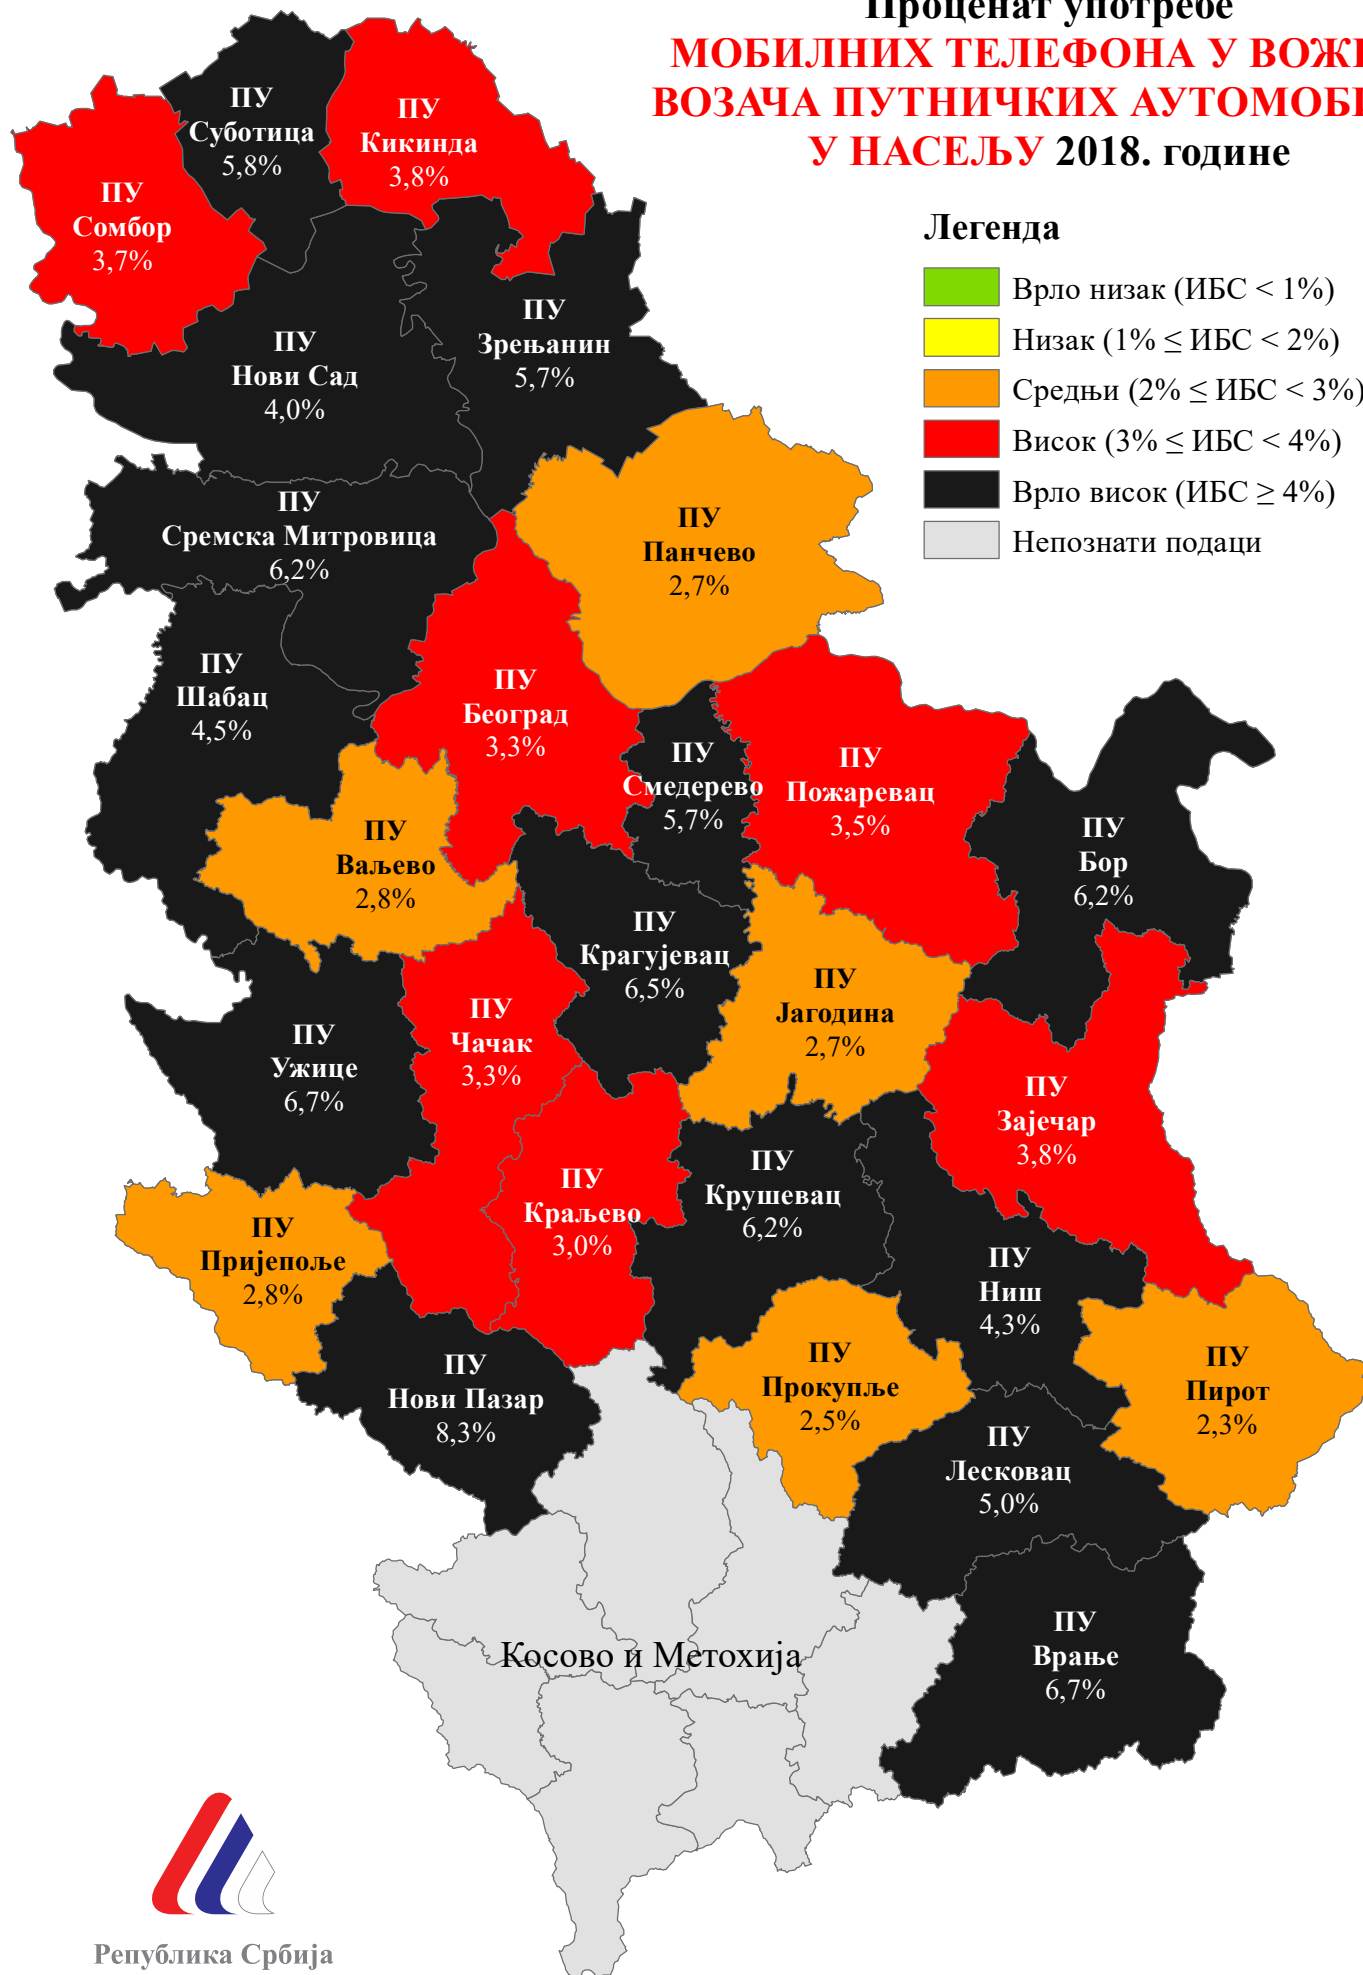 Проценат употребе
МОБИЛНИХ ТЕЛЕФОНА У
ВОЗАЧА ПУТНИЧКИХ
У НАСЕЉУ 2018. године
Легенда
Врло низак (ИБС < 1%)
Низак (1% ≤ ИБС < 2%)
Средњи (2% ≤ ИБС < 3%)
Висок (3% ≤ ИБС < 4%)
Врло висок (ИБС ≥ 4%)
Непознати подаци
ПУ
Суботица
5,8%
ПУ
Кикинда
3,8%
ПУ
Сомбор
3,7%
ПУ
Зрењанин
5,7%
ПУ
Нови Сад
4,0%
ПУ
Сремска Митровица
6,2%
ПУ
Панчево
2,7%
ПУ
Шабац
4,5%
ПУ
Београд
3,3%
ПУ
Смедерево
5,7%
ПУ
Пожаревац
3,5%
ПУ
Бор
6,2%
ПУ
Ваљево
2,8%
ПУ
Крагујевац
6,5%
ПУ
Јагодина
2,7%
ПУ
Чачак
3,3%
ПУ
Ужице
6,7%
ПУ
Зајечар
3,8%
ПУ
Краљево
3,0%
ПУ
Крушевац
6,2%
ПУ
Пријепоље
2,8%
ПУ
Ниш
4,3%
ПУ
Нови Пазар
8,3%
ПУ
Прокупље
2,5%
ПУ
Пирот
2,3%
ПУ
Лесковац
5,0%
ПУ
Врање
6,7%
Косово и Метохија
Република Србија